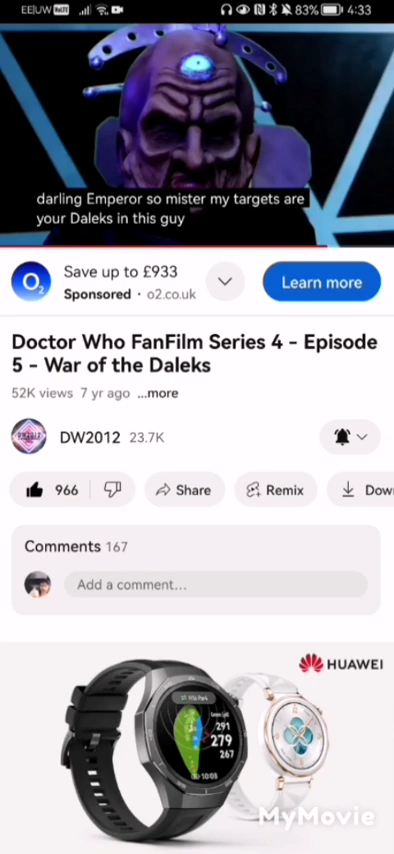 EE|UW VoLTE 83% 4:33
darling Emperor so mister my targets are
your Daleks in this guy
O2
Save up to £933
Sponsored · o2.co.uk
Learn more
Doctor Who FanFilm Series 4 - Episode
5 - War of the Daleks
52K views 7 yr ago ...more
DW2012 23.7K
966 Share Remix Dow
Comments 167
Add a comment...
HUAWEI
291
279
267
10:08
MyMovie